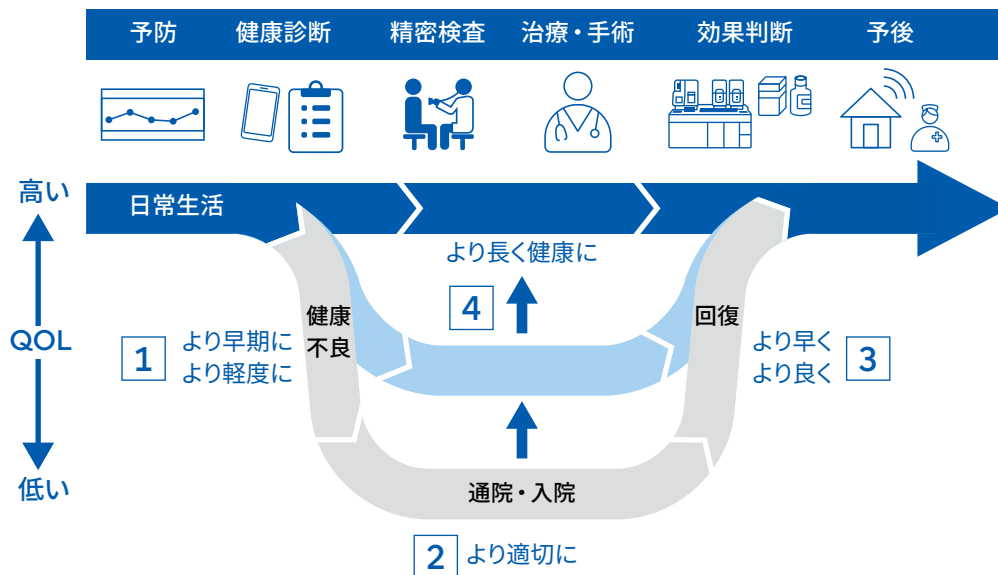 予防 健康診断 精密検査 治療・手術 効果判断 予後
高い
日常生活
より長く健康に
4
健康
不良
回復
QOL
1
より早期に
より軽度に
より早く
より良く
3
低い
通院・入院
2 より適切に